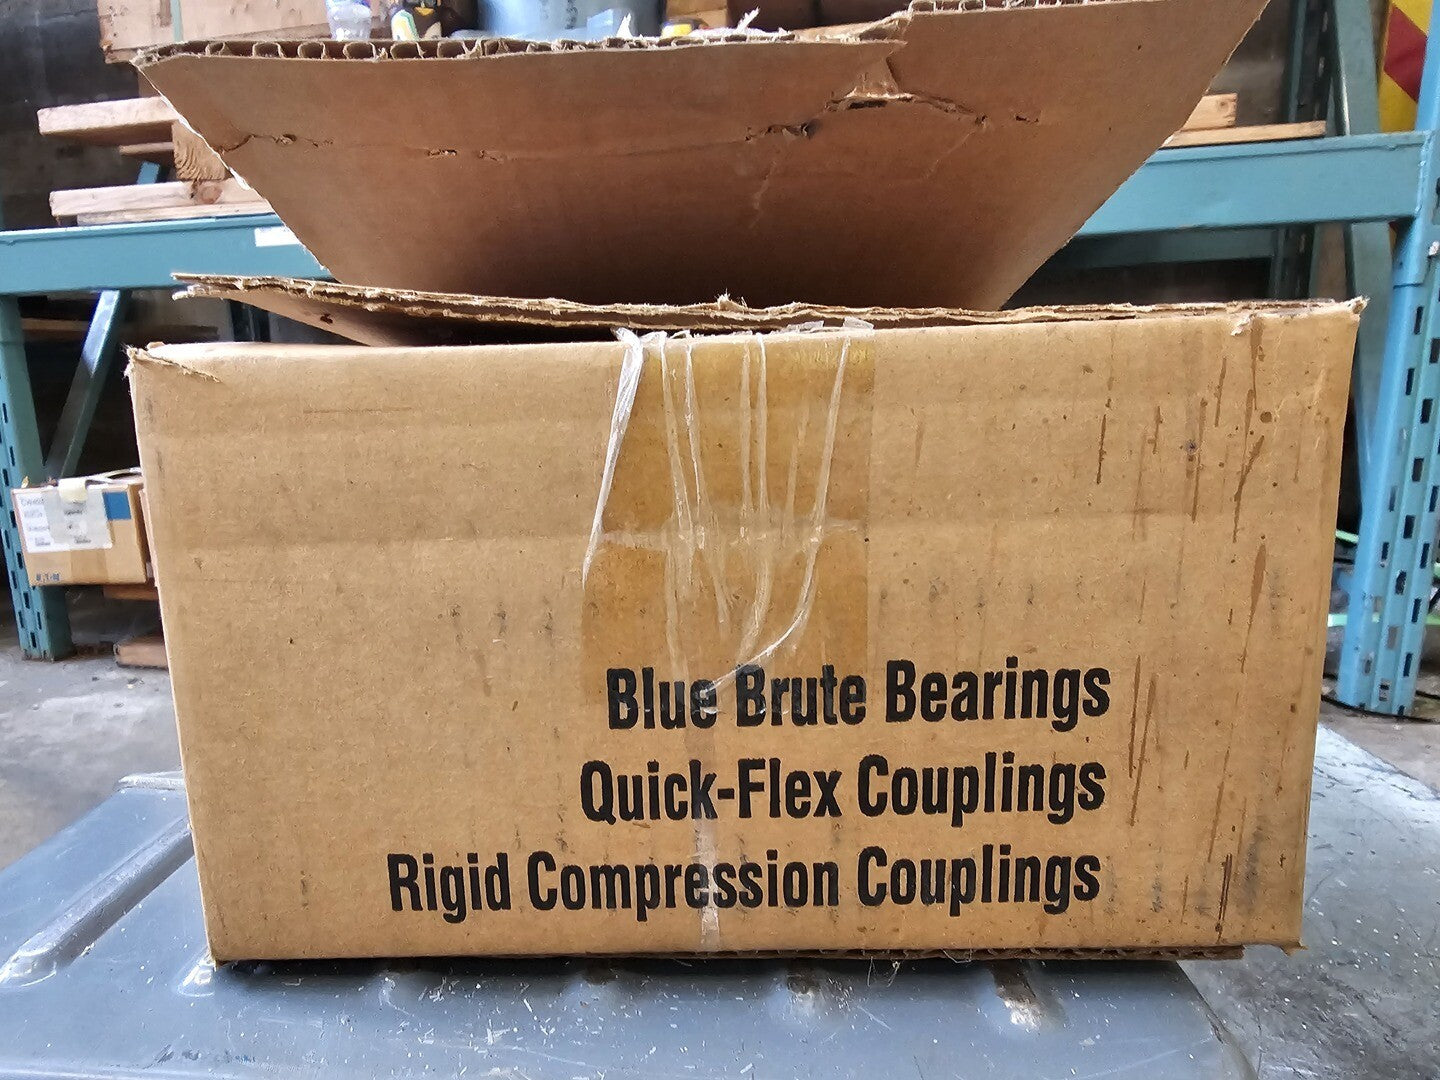 Blue Brute Bearings
Quick-Flex Couplings
Rigid Compression Couplings